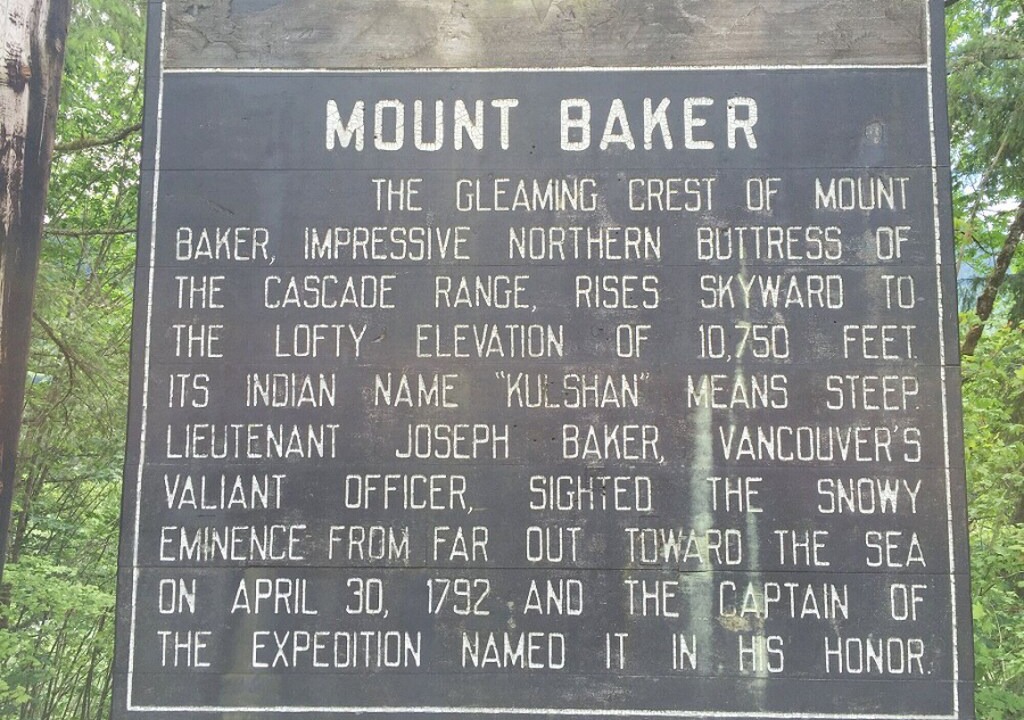 MOUNT BAKER
THE GLEAMING CREST OF MOUNT
BAKER, IMPRESSIVE NORTHERN BUTTRESS OF
THE CASCADE RANGE, RISES SKYWARD TO
THE LOFTY ELEVATION OF 10,750 FEET.
ITS INDIAN NAME "KULSHAN" MEANS STEEP.
LIEUTENANT JOSEPH BAKER, VANCOUVER'S
VALIANT OFFICER, SIGHTED THE SNOWY
EMINENCE FROM FAR OUT TOWARD THE SEA
ON APRIL 30, 1792 AND THE CAPTAIN OF
THE EXPEDITION NAMED IT IN HIS HONOR.